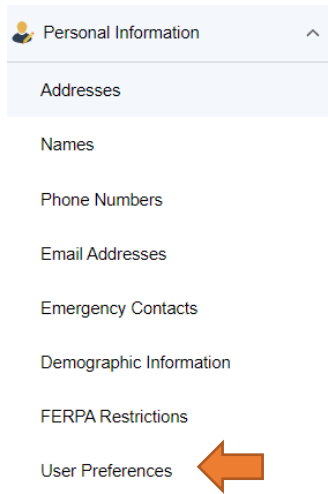 Personal Information
Addresses
Names
Phone Numbers
Email Addresses
Emergency Contacts
Demographic Information
FERPA Restrictions
User Preferences